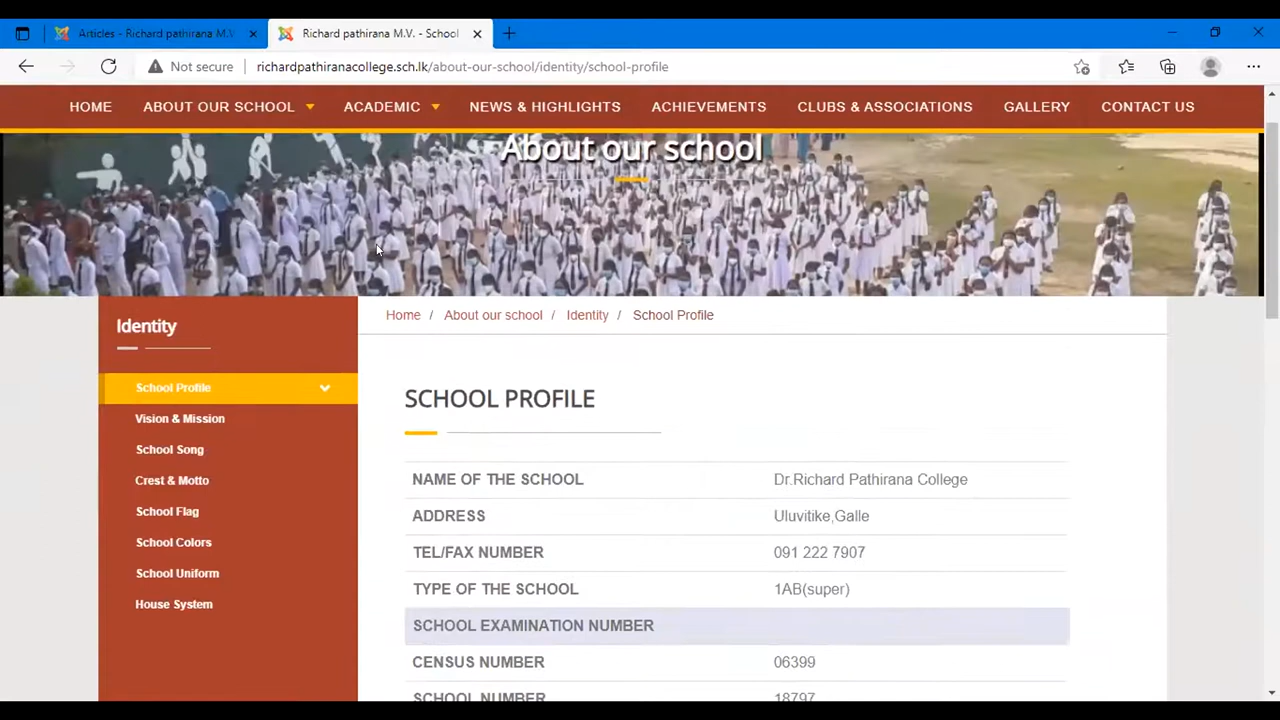 Articles - Richard pathirana M.V.
Richard pathirana M.V. - School
Not secure
richardpathiranacollege.sch.lk/about-our-school/identity/school-profile
HOME ABOUT OUR SCHOOL ACADEMIC NEWS & HIGHLIGHTS ACHIEVEMENTS CLUBS & ASSOCIATIONS GALLERY CONTACT US
About our school
Identity
School Profile
Vision & Mission
School Song
Crest & Motto
School Flag
School Colors
School Uniform
House System
Home / About our school / Identity / School Profile
SCHOOL PROFILE
NAME OF THE SCHOOL Dr.Richard Pathirana College
ADDRESS Uluvitike,Galle
TEL/FAX NUMBER 091 222 7907
TYPE OF THE SCHOOL 1AB(super)
SCHOOL EXAMINATION NUMBER
CENSUS NUMBER 06399
SCHOOL NUMBER 18797